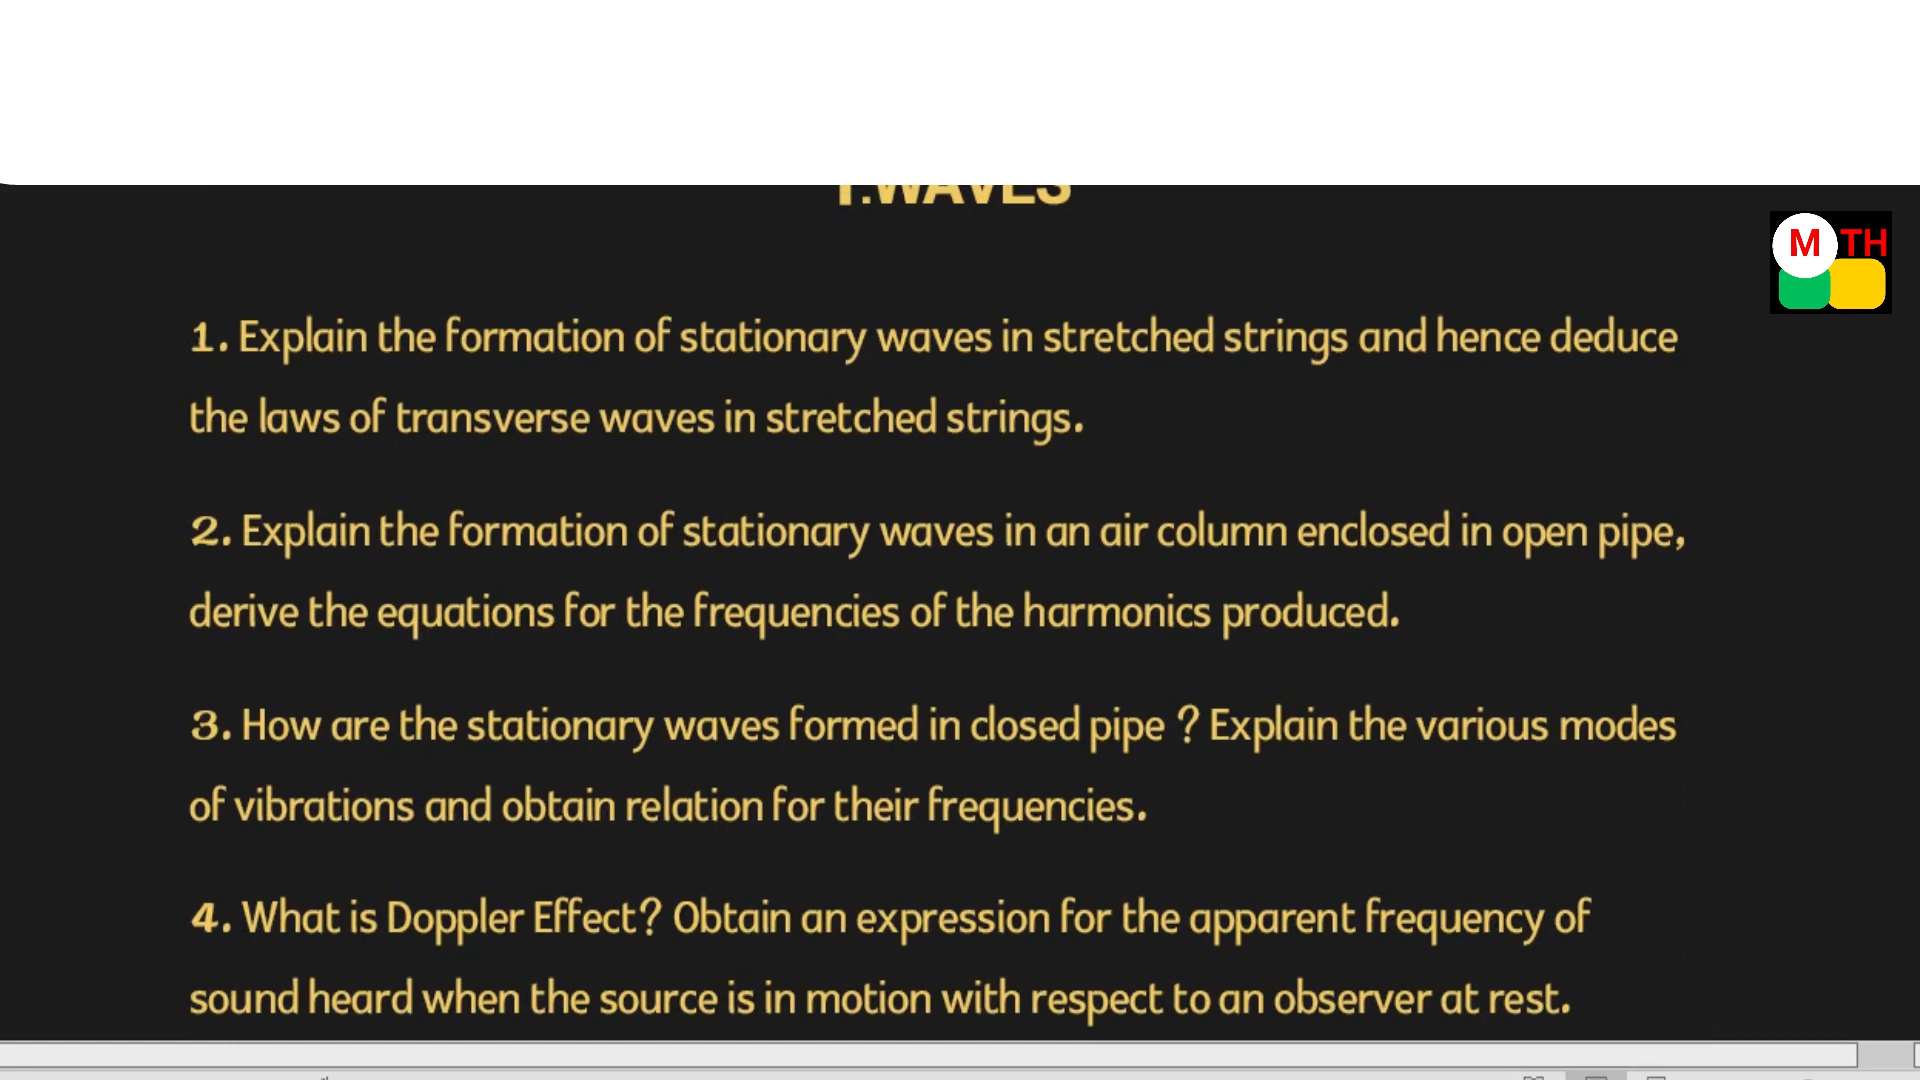 1.WAVES
M TH
1. Explain the formation of stationary waves in stretched strings and hence deduce
the laws of transverse waves in stretched strings.
2. Explain the formation of stationary waves in an air column enclosed in open pipe,
derive the equations for the frequencies of the harmonics produced.
3. How are the stationary waves formed in closed pipe ? Explain the various modes
of vibrations and obtain relation for their frequencies.
4. What is Doppler Effect? Obtain an expression for the apparent frequency of
sound heard when the source is in motion with respect to an observer at rest.